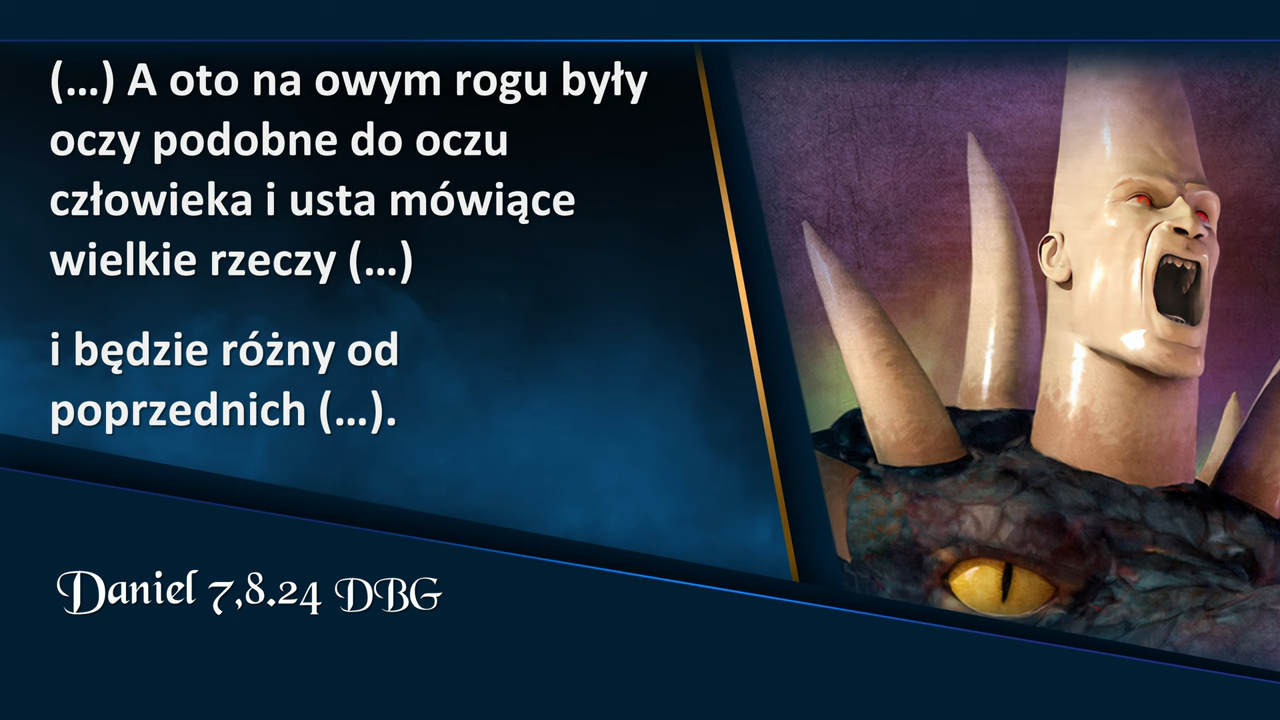 (...) A oto na owym rogu były
oczy podobne do oczu
człowieka i usta mówiące
wielkie rzeczy (...)
i będzie różny od
poprzednich (...).
Daniel 7,8.24 DBG